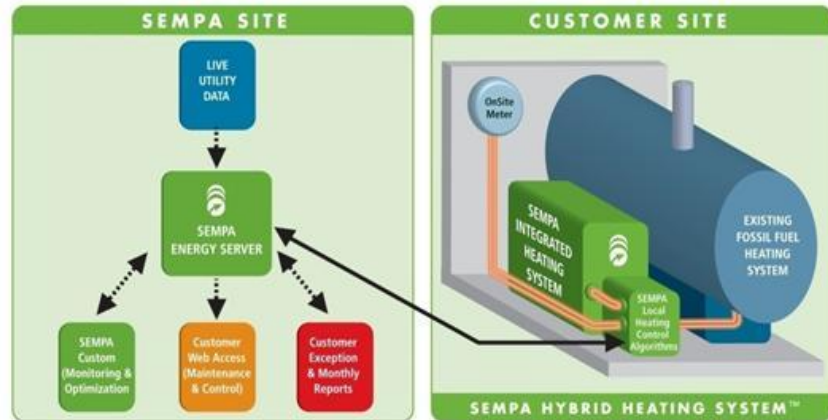 SEMPA SITE
LIVE
UTILITY
DATA
SEMPA
ENERGY SERVER
SEMPA
Custom
(Monitoring &
Optimization
Customer
Web Access
(Maintenance
& Control)
Customer
Exception
& Monthly
Reports
CUSTOMER SITE
OnSite
Meter
SEMPA
INTEGRATED
HEATING
SYSTEM
EXISTING
FOSSIL FUEL
HEATING
SYSTEM
SEMPA
Local
Heating
Control
Algorithms
SEMPA HYBRID HEATING SYSTEM™